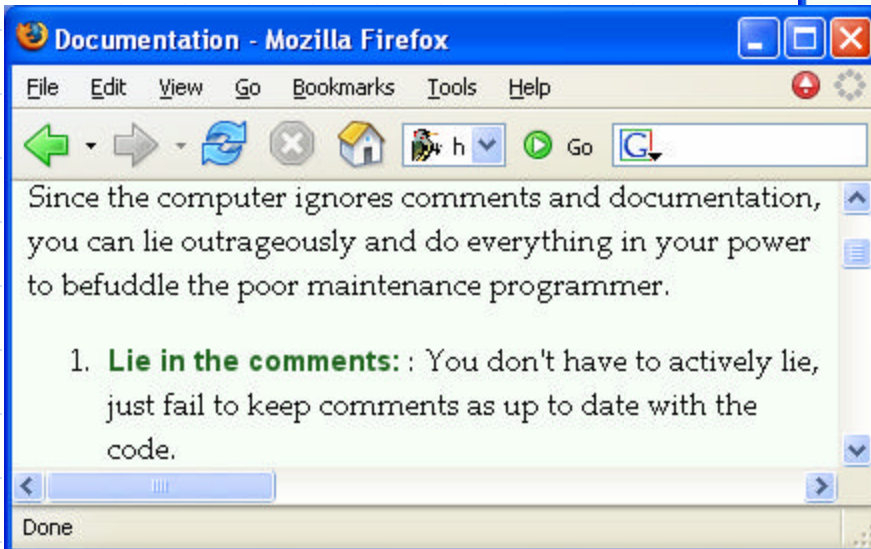 Documentation - Mozilla Firefox
File Edit View Go Bookmarks Tools Help
h Go G
Since the computer ignores comments and documentation,
you can lie outrageously and do everything in your power
to befuddle the poor maintenance programmer.
1. Lie in the comments: : You don't have to actively lie,
just fail to keep comments as up to date with the
code.
Done